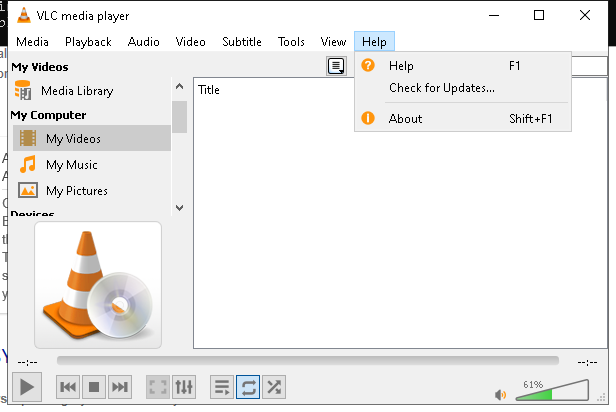 VLC media player
Media Playback Audio Video Subtitle Tools View Help
My Videos
Media Library
My Computer
My Videos
My Music
My Pictures
Devices
Title
Help F1
Check for Updates...
About Shift+F1
--:-- --:--
61%